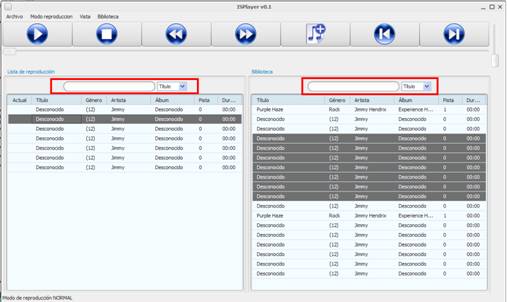 ISPlayer v0.1
Archivo Modo reproduccion Vista Biblioteca
Lista de reproducción
Título
Actual Título Género Artista Álbum Pista Dur...
Desconocido (12) Jimmy Desconocido 0 00:00
Desconocido (12) Jimmy Desconocido 0 00:00
Desconocido (12) Jimmy Desconocido 0 00:00
Desconocido (12) Jimmy Desconocido 0 00:00
Desconocido (12) Jimmy Desconocido 0 00:00
Desconocido (12) Jimmy Desconocido 0 00:00
Desconocido (12) Jimmy Desconocido 0 00:00
Biblioteca
Título
Título Género Artista Álbum Pista Dur...
Purple Haze Rock Jimmy Hendrix Experience H... 1 00:00
Desconocido (12) Jimmy Desconocido 0 00:00
Desconocido (12) Jimmy Desconocido 0 00:00
Desconocido (12) Jimmy Desconocido 0 00:00
Desconocido (12) Jimmy Desconocido 0 00:00
Desconocido (12) Jimmy Desconocido 0 00:00
Desconocido (12) Jimmy Desconocido 0 00:00
Desconocido (12) Jimmy Desconocido 0 00:00
Desconocido (12) Jimmy Desconocido 0 00:00
Desconocido (12) Jimmy Desconocido 0 00:00
Desconocido (12) Jimmy Desconocido 0 00:00
Purple Haze Rock Jimmy Hendrix Experience H... 1 00:00
Desconocido (12) Jimmy Desconocido 0 00:00
Desconocido (12) Jimmy Desconocido 0 00:00
Desconocido (12) Jimmy Desconocido 0 00:00
Desconocido (12) Jimmy Desconocido 0 00:00
Desconocido (12) Jimmy Desconocido 0 00:00
Modo de reproducción NORMAL